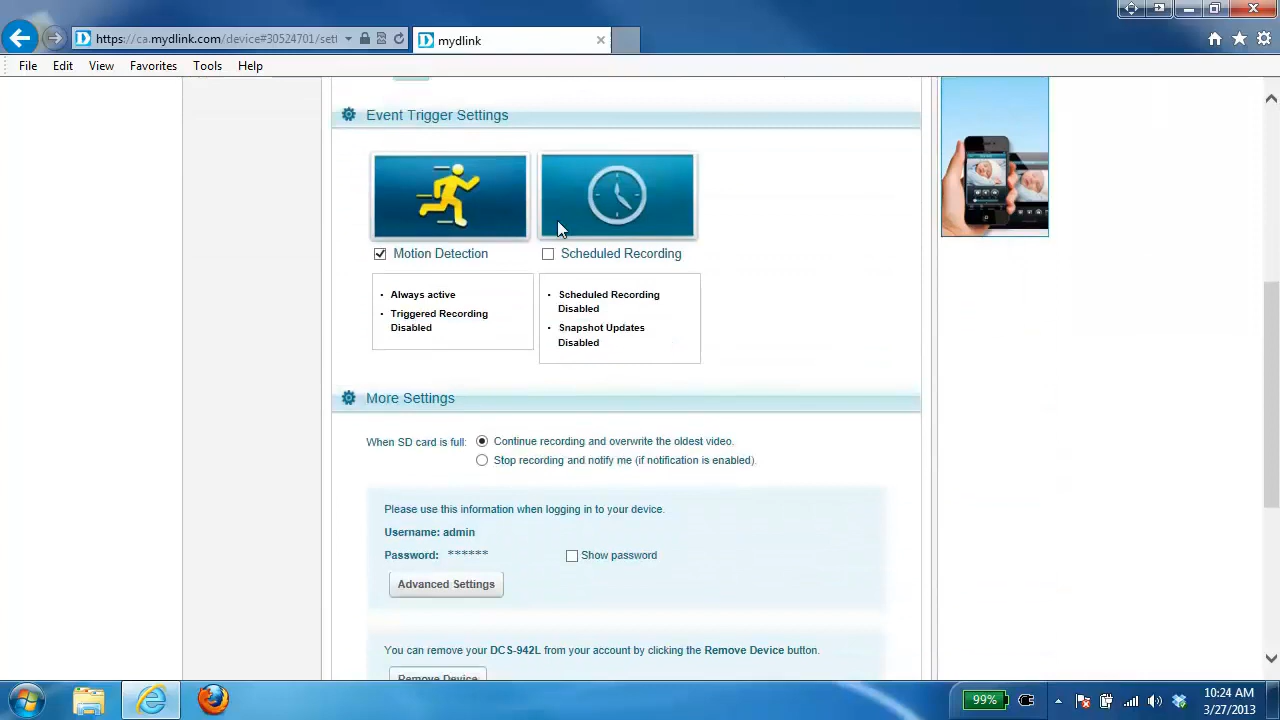 https://ca.mydlink.com/device#30524701/sett
mydlink
File Edit View Favorites Tools Help
Event Trigger Settings
Motion Detection
Scheduled Recording
• Always active
• Triggered Recording
Disabled
• Scheduled Recording
Disabled
• Snapshot Updates
Disabled
More Settings
When SD card is full:
Continue recording and overwrite the oldest video.
Stop recording and notify me (if notification is enabled).
Please use this information when logging in to your device.
Username: admin
Password: ******
Show password
Advanced Settings
You can remove your DCS-942L from your account by clicking the Remove Device button.
Remove Device
99%
10:24 AM
3/27/2013